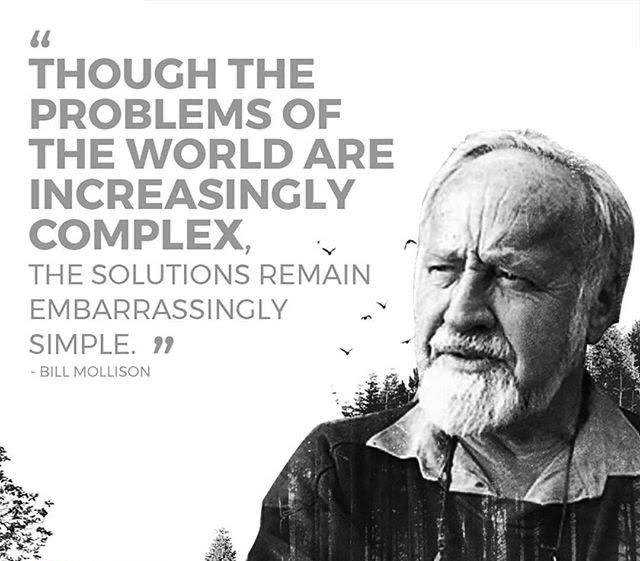 “
THOUGH THE
PROBLEMS OF
THE WORLD ARE
INCREASINGLY
COMPLEX,
THE SOLUTIONS REMAIN
EMBARRASSINGLY
SIMPLE. ”
- BILL MOLLISON